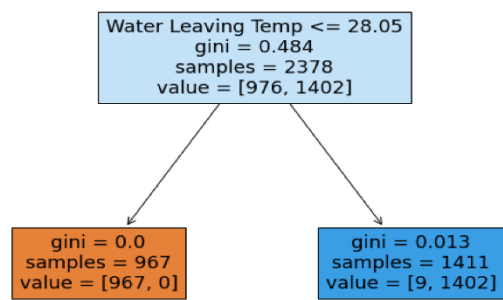 Water Leaving Temp <= 28.05
gini = 0.484
samples = 2378
value = [976, 1402]
gini = 0.0
samples = 967
value = [967, 0]
gini = 0.013
samples = 1411
value = [9, 1402]